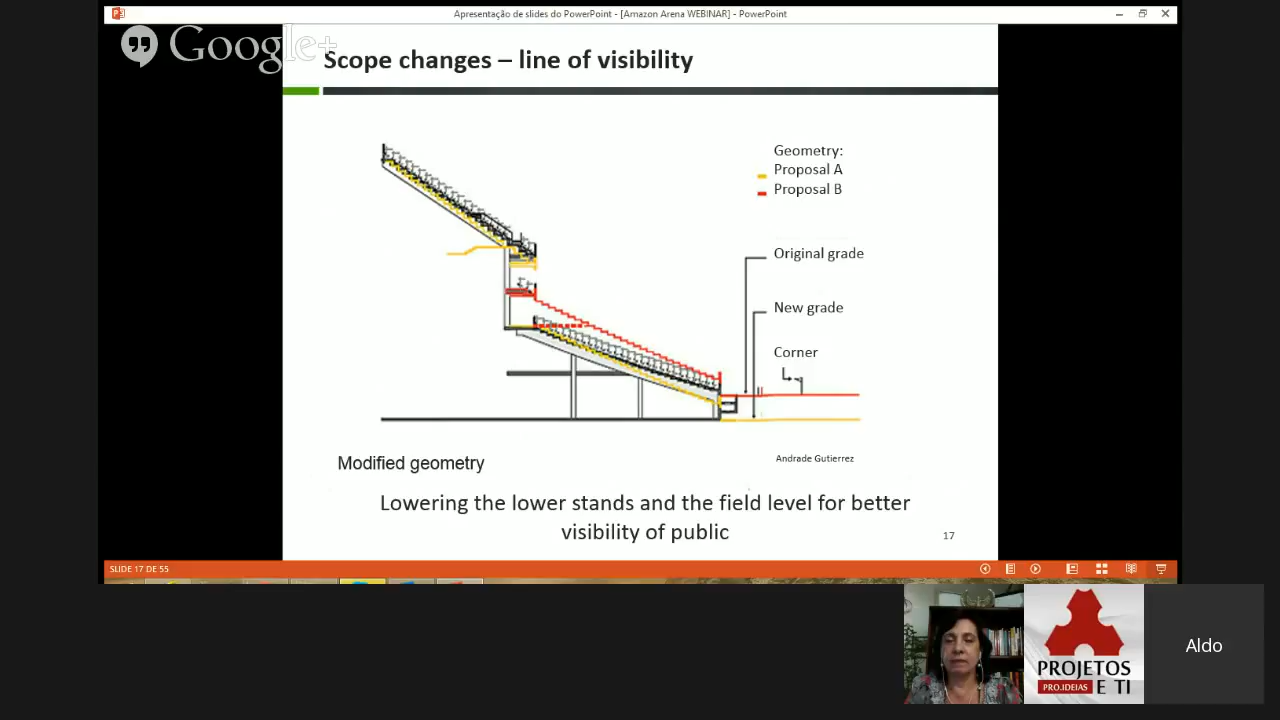 Apresentação de slides do PowerPoint - [Amazon Arena WEBINAR] - PowerPoint
Google+
Scope changes – line of visibility
Geometry:
Proposal A
Proposal B
Original grade
New grade
Corner
Modified geometry
Andrade Gutierrez
Lowering the lower stands and the field level for better
visibility of public
17
SLIDE 17 DE 55
PROJETOS
PRO.IDEIAS E TI
Aldo